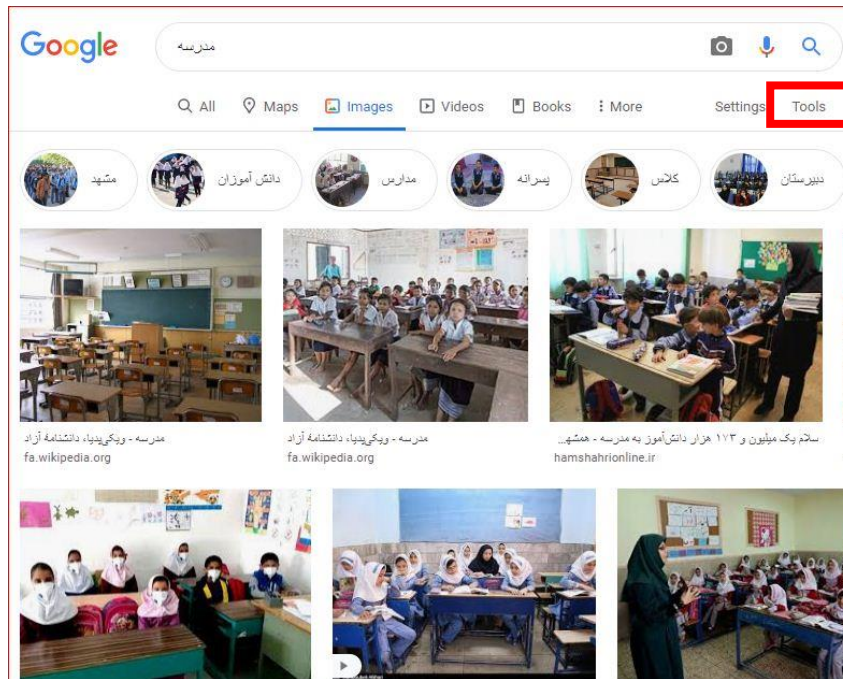 Google
مدرسه
All Maps Images Videos Books More Settings Tools
مشهد دانش آموزان مدارس پسرانه کلاس دبیرستان
مدرسه - ویکی‌پدیا، دانشنامهٔ آزاد
fa.wikipedia.org
مدرسه - ویکی‌پدیا، دانشنامهٔ آزاد
fa.wikipedia.org
سلام یک میلیون و ۱۷۳ هزار دانش‌آموز به مدرسه - همشهـ...
hamshahrionline.ir